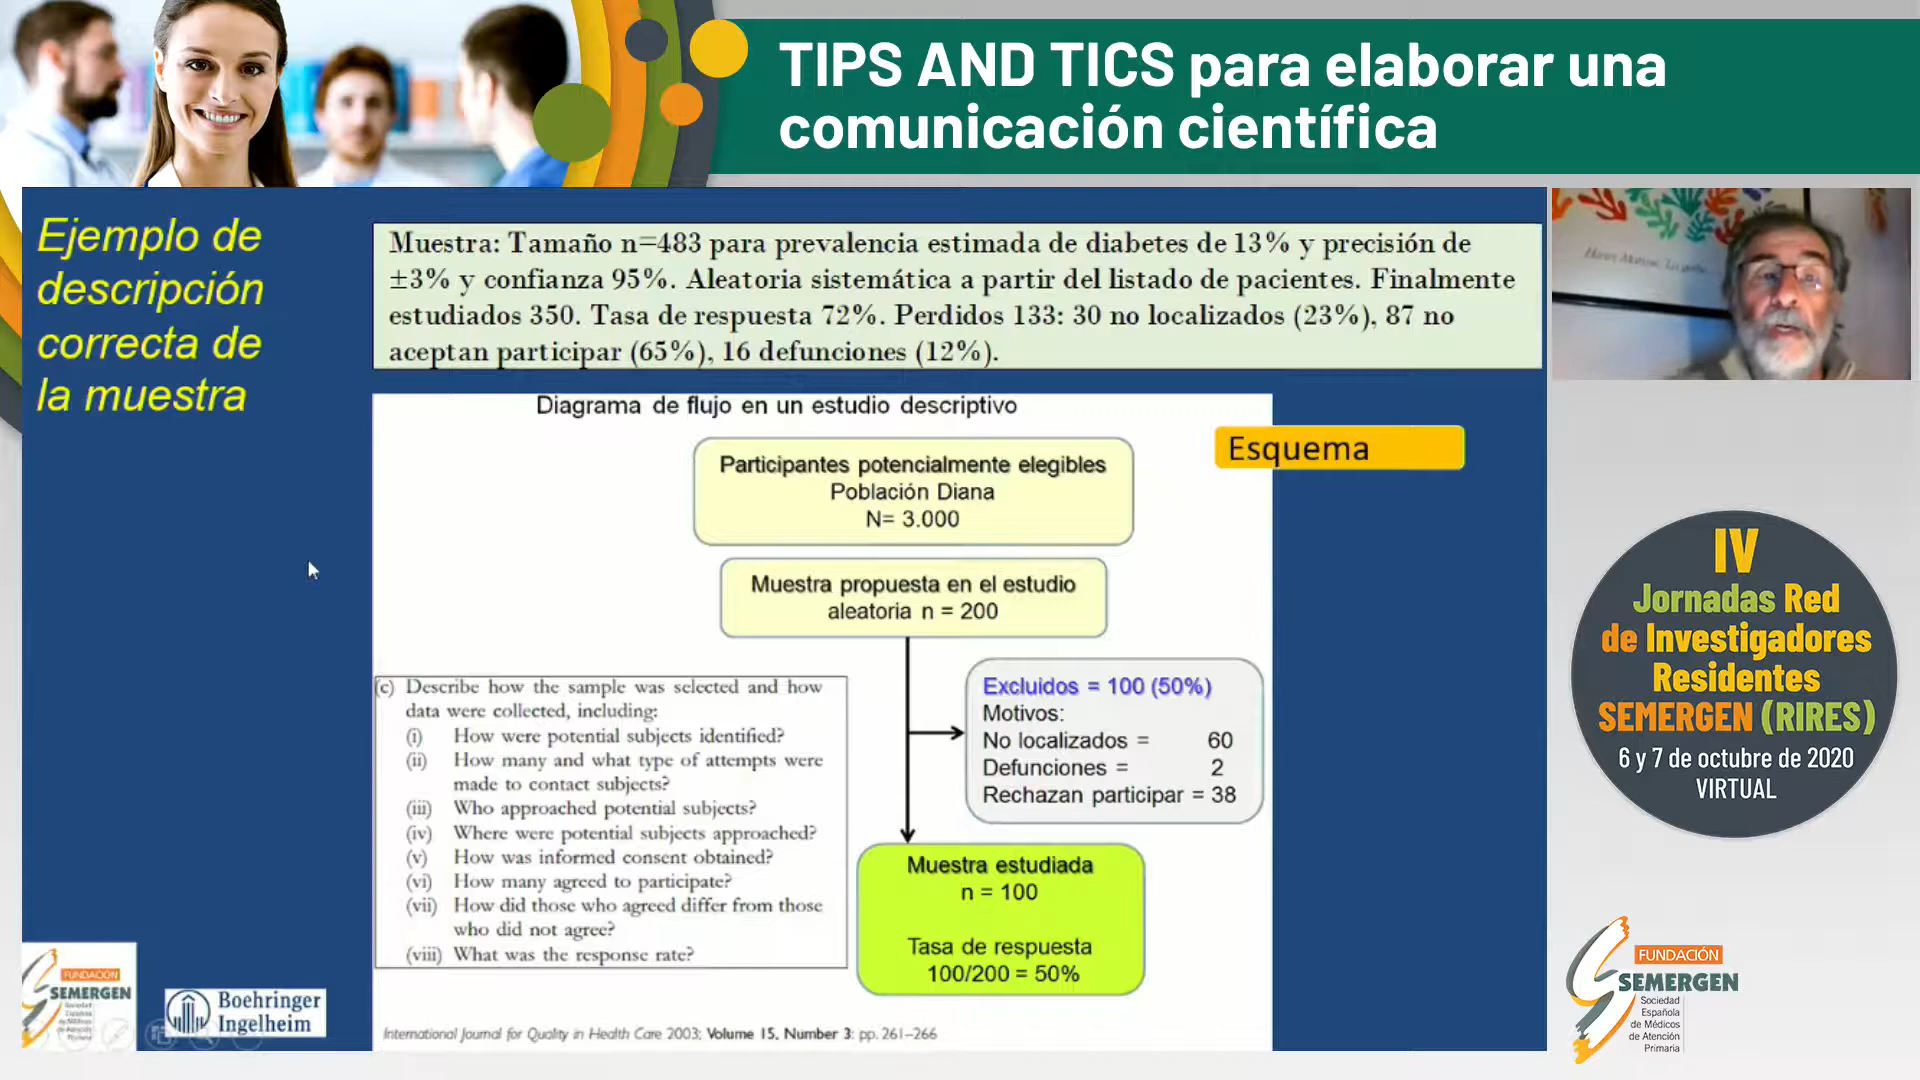 TIPS AND TICS para elaborar una
comunicación científica
Ejemplo de
descripción
correcta de
la muestra
Muestra: Tamaño n=483 para prevalencia estimada de diabetes de 13% y precisión de
±3% y confianza 95%. Aleatoria sistemática a partir del listado de pacientes. Finalmente
estudiados 350. Tasa de respuesta 72%. Perdidos 133: 30 no localizados (23%), 87 no
aceptan participar (65%), 16 defunciones (12%).
Diagrama de flujo en un estudio descriptivo
Esquema
Participantes potencialmente elegibles
Población Diana
N= 3.000
Muestra propuesta en el estudio
aleatoria n = 200
Excluidos = 100 (50%)
Motivos:
No localizados = 60
Defunciones = 2
Rechazan participar = 38
(c) Describe how the sample was selected and how
data were collected, including:
(i) How were potential subjects identified?
(ii) How many and what type of attempts were
made to contact subjects?
(iii) Who approached potential subjects?
(iv) Where were potential subjects approached?
(v) How was informed consent obtained?
(vi) How many agreed to participate?
(vii) How did those who agreed differ from those
who did not agree?
(viii) What was the response rate?
Muestra estudiada
n = 100
Tasa de respuesta
100/200 = 50%
International Journal for Quality in Health Care 2003; Volume 15, Number 3: pp. 261–266
FUNDACIÓN
SEMERGEN
Sociedad
Española
de Médicos
de Atención
Primaria
Boehringer
Ingelheim
IV
Jornadas Red
de Investigadores
Residentes
SEMERGEN (RIRES)
6 y 7 de octubre de 2020
VIRTUAL
FUNDACIÓN
SEMERGEN
Sociedad
Española
de Médicos
de Atención
Primaria